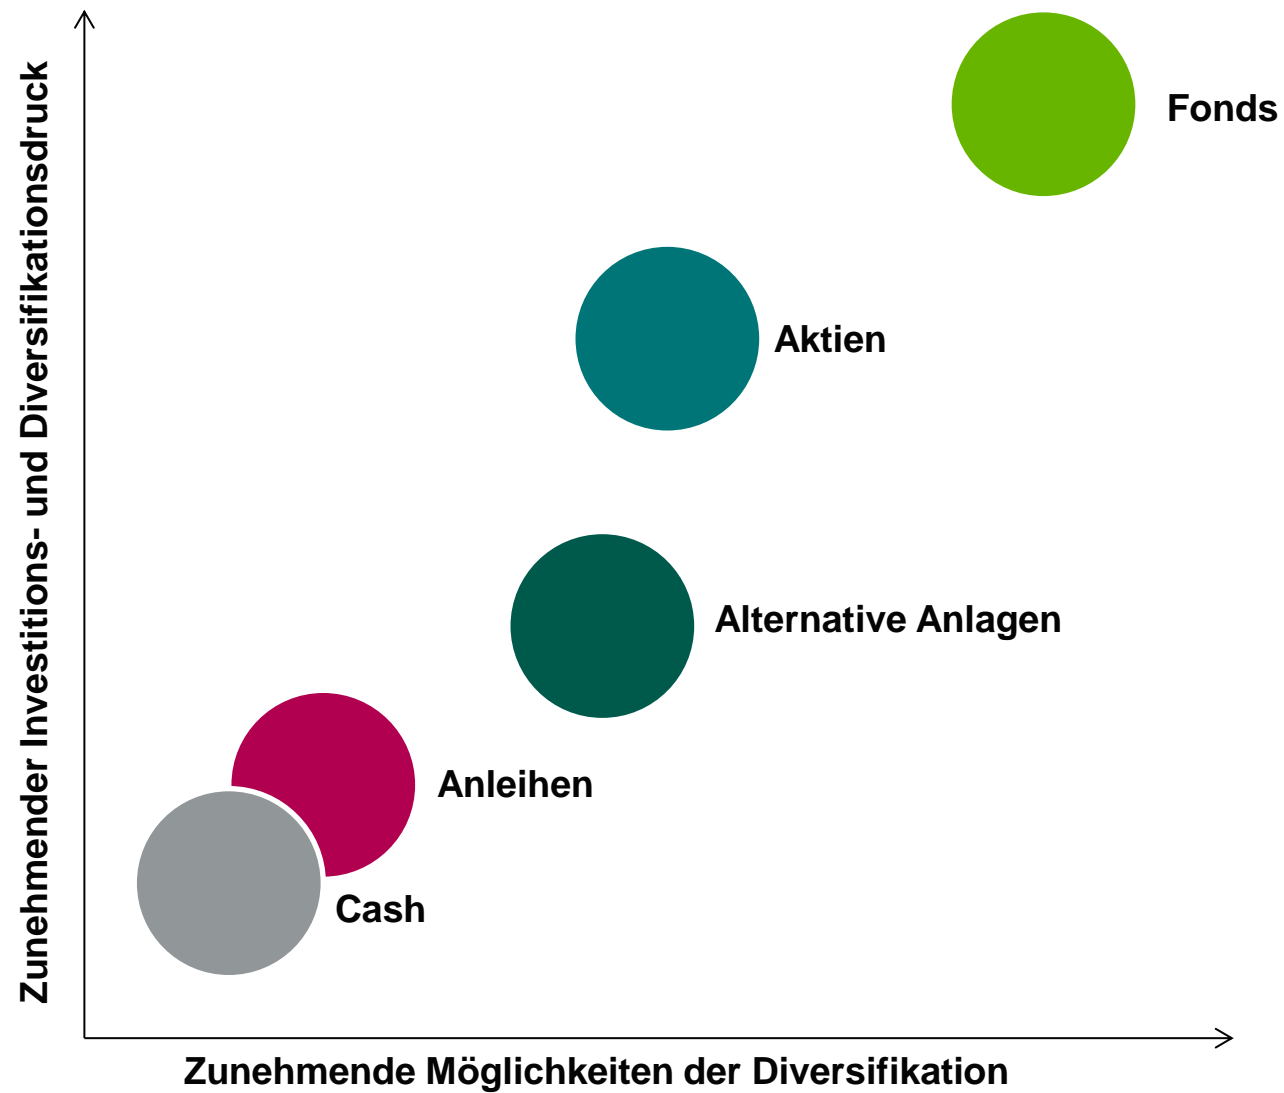 Zunehmender Investitions- und Diversifikationsdruck
Fonds
Aktien
Alternative Anlagen
Anleihen
Cash
Zunehmende Möglichkeiten der Diversifikation